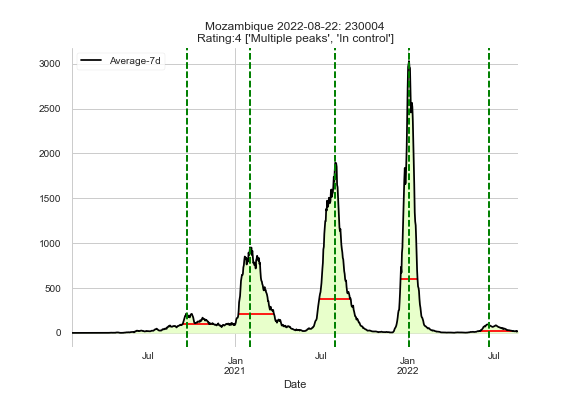 Mozambique 2022-08-22: 230004
Rating:4 ['Multiple peaks', 'In control']
Average-7d
3000
2500
2000
1500
1000
500
0
Jul
Jan
2021
Jul
Jan
2022
Jul
Date